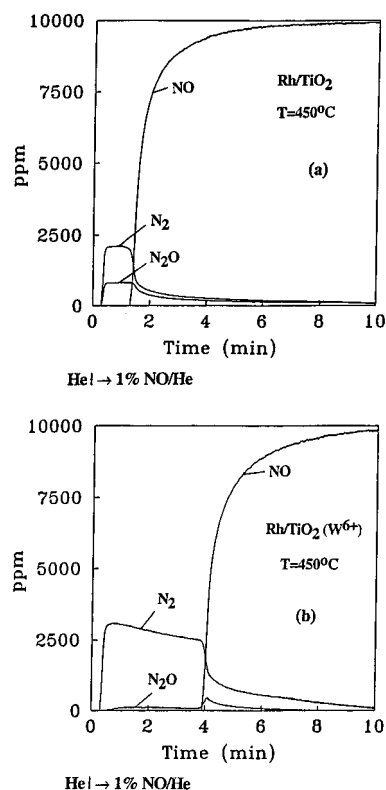 10000
7500
5000
2500
0
ppm
NO
Rh/TiO₂
T=450°C
(a)
N₂
N₂O
0 2 4 6 8 10
Time (min)
He|→ 1% NO/He
10000
7500
5000
2500
0
ppm
NO
Rh/TiO₂ (W⁶⁺)
T=450°C
(b)
N₂
N₂O
0 2 4 6 8 10
Time (min)
He|→ 1% NO/He